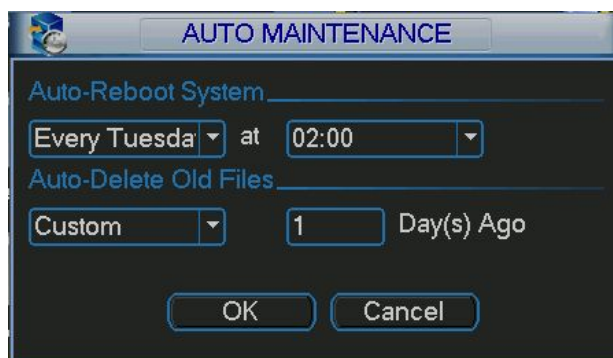 AUTO MAINTENANCE
Auto-Reboot System
Every Tuesda at 02:00
Auto-Delete Old Files
Custom 1 Day(s) Ago
OK Cancel